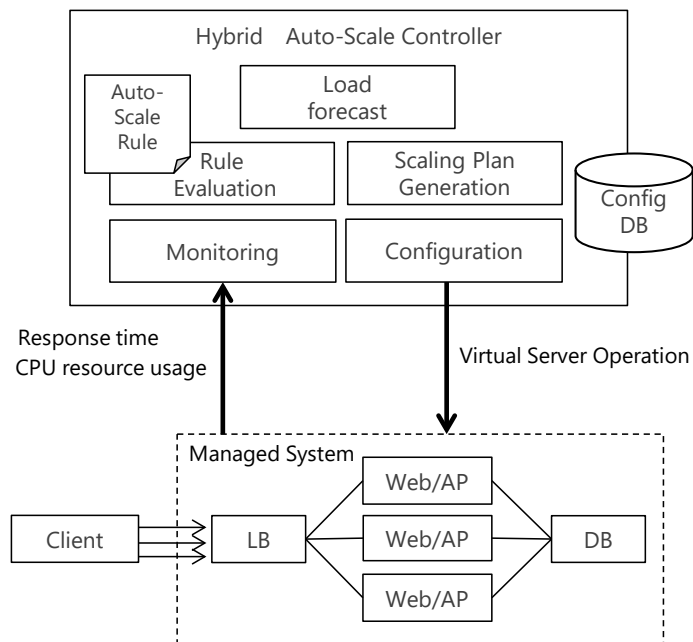 Hybrid Auto-Scale Controller
Auto-
Scale
Rule
Load
forecast
Rule
Evaluation
Scaling Plan
Generation
Config
DB
Monitoring
Configuration
Response time
CPU resource usage
Virtual Server Operation
Managed System
Web/AP
Client
LB
Web/AP
DB
Web/AP